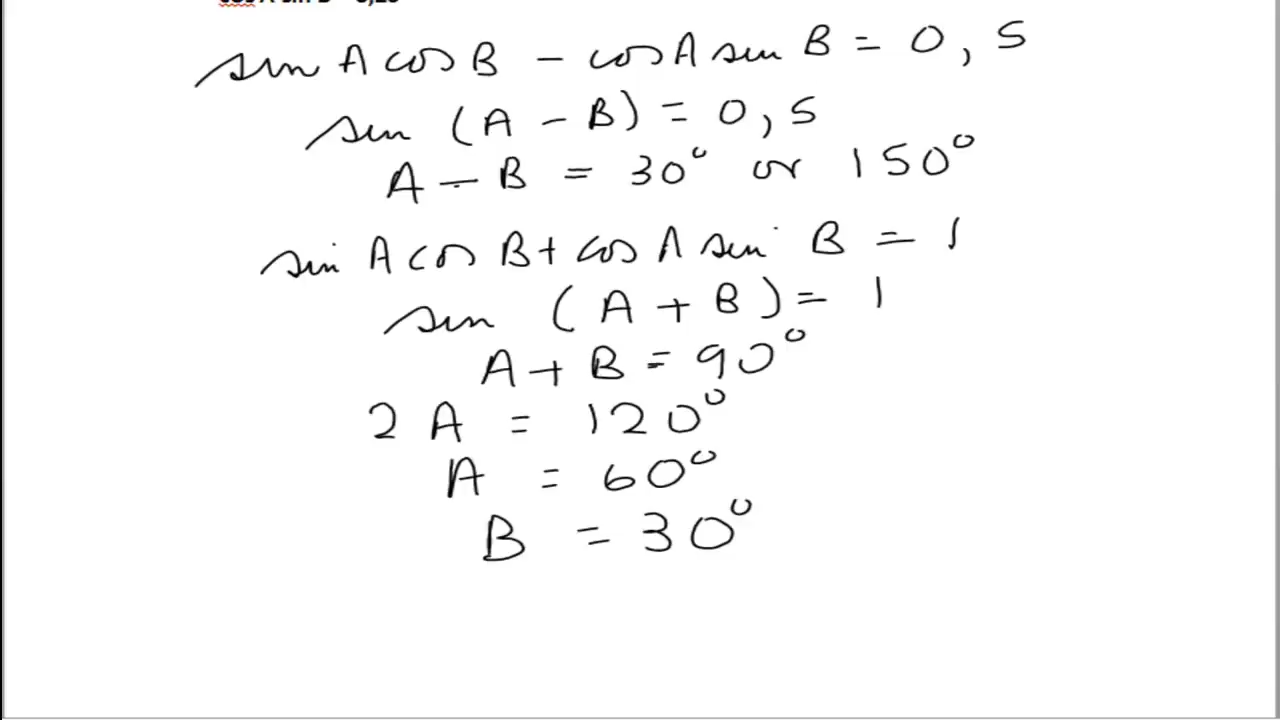 sin A cos B - cos A sin B = 0,5
sin (A - B) = 0,5
A - B = 30° or 150°
sin A cos B + cos A sin B = 1
sin (A + B) = 1
A + B = 90°
2 A = 120°
A = 60°
B = 30°